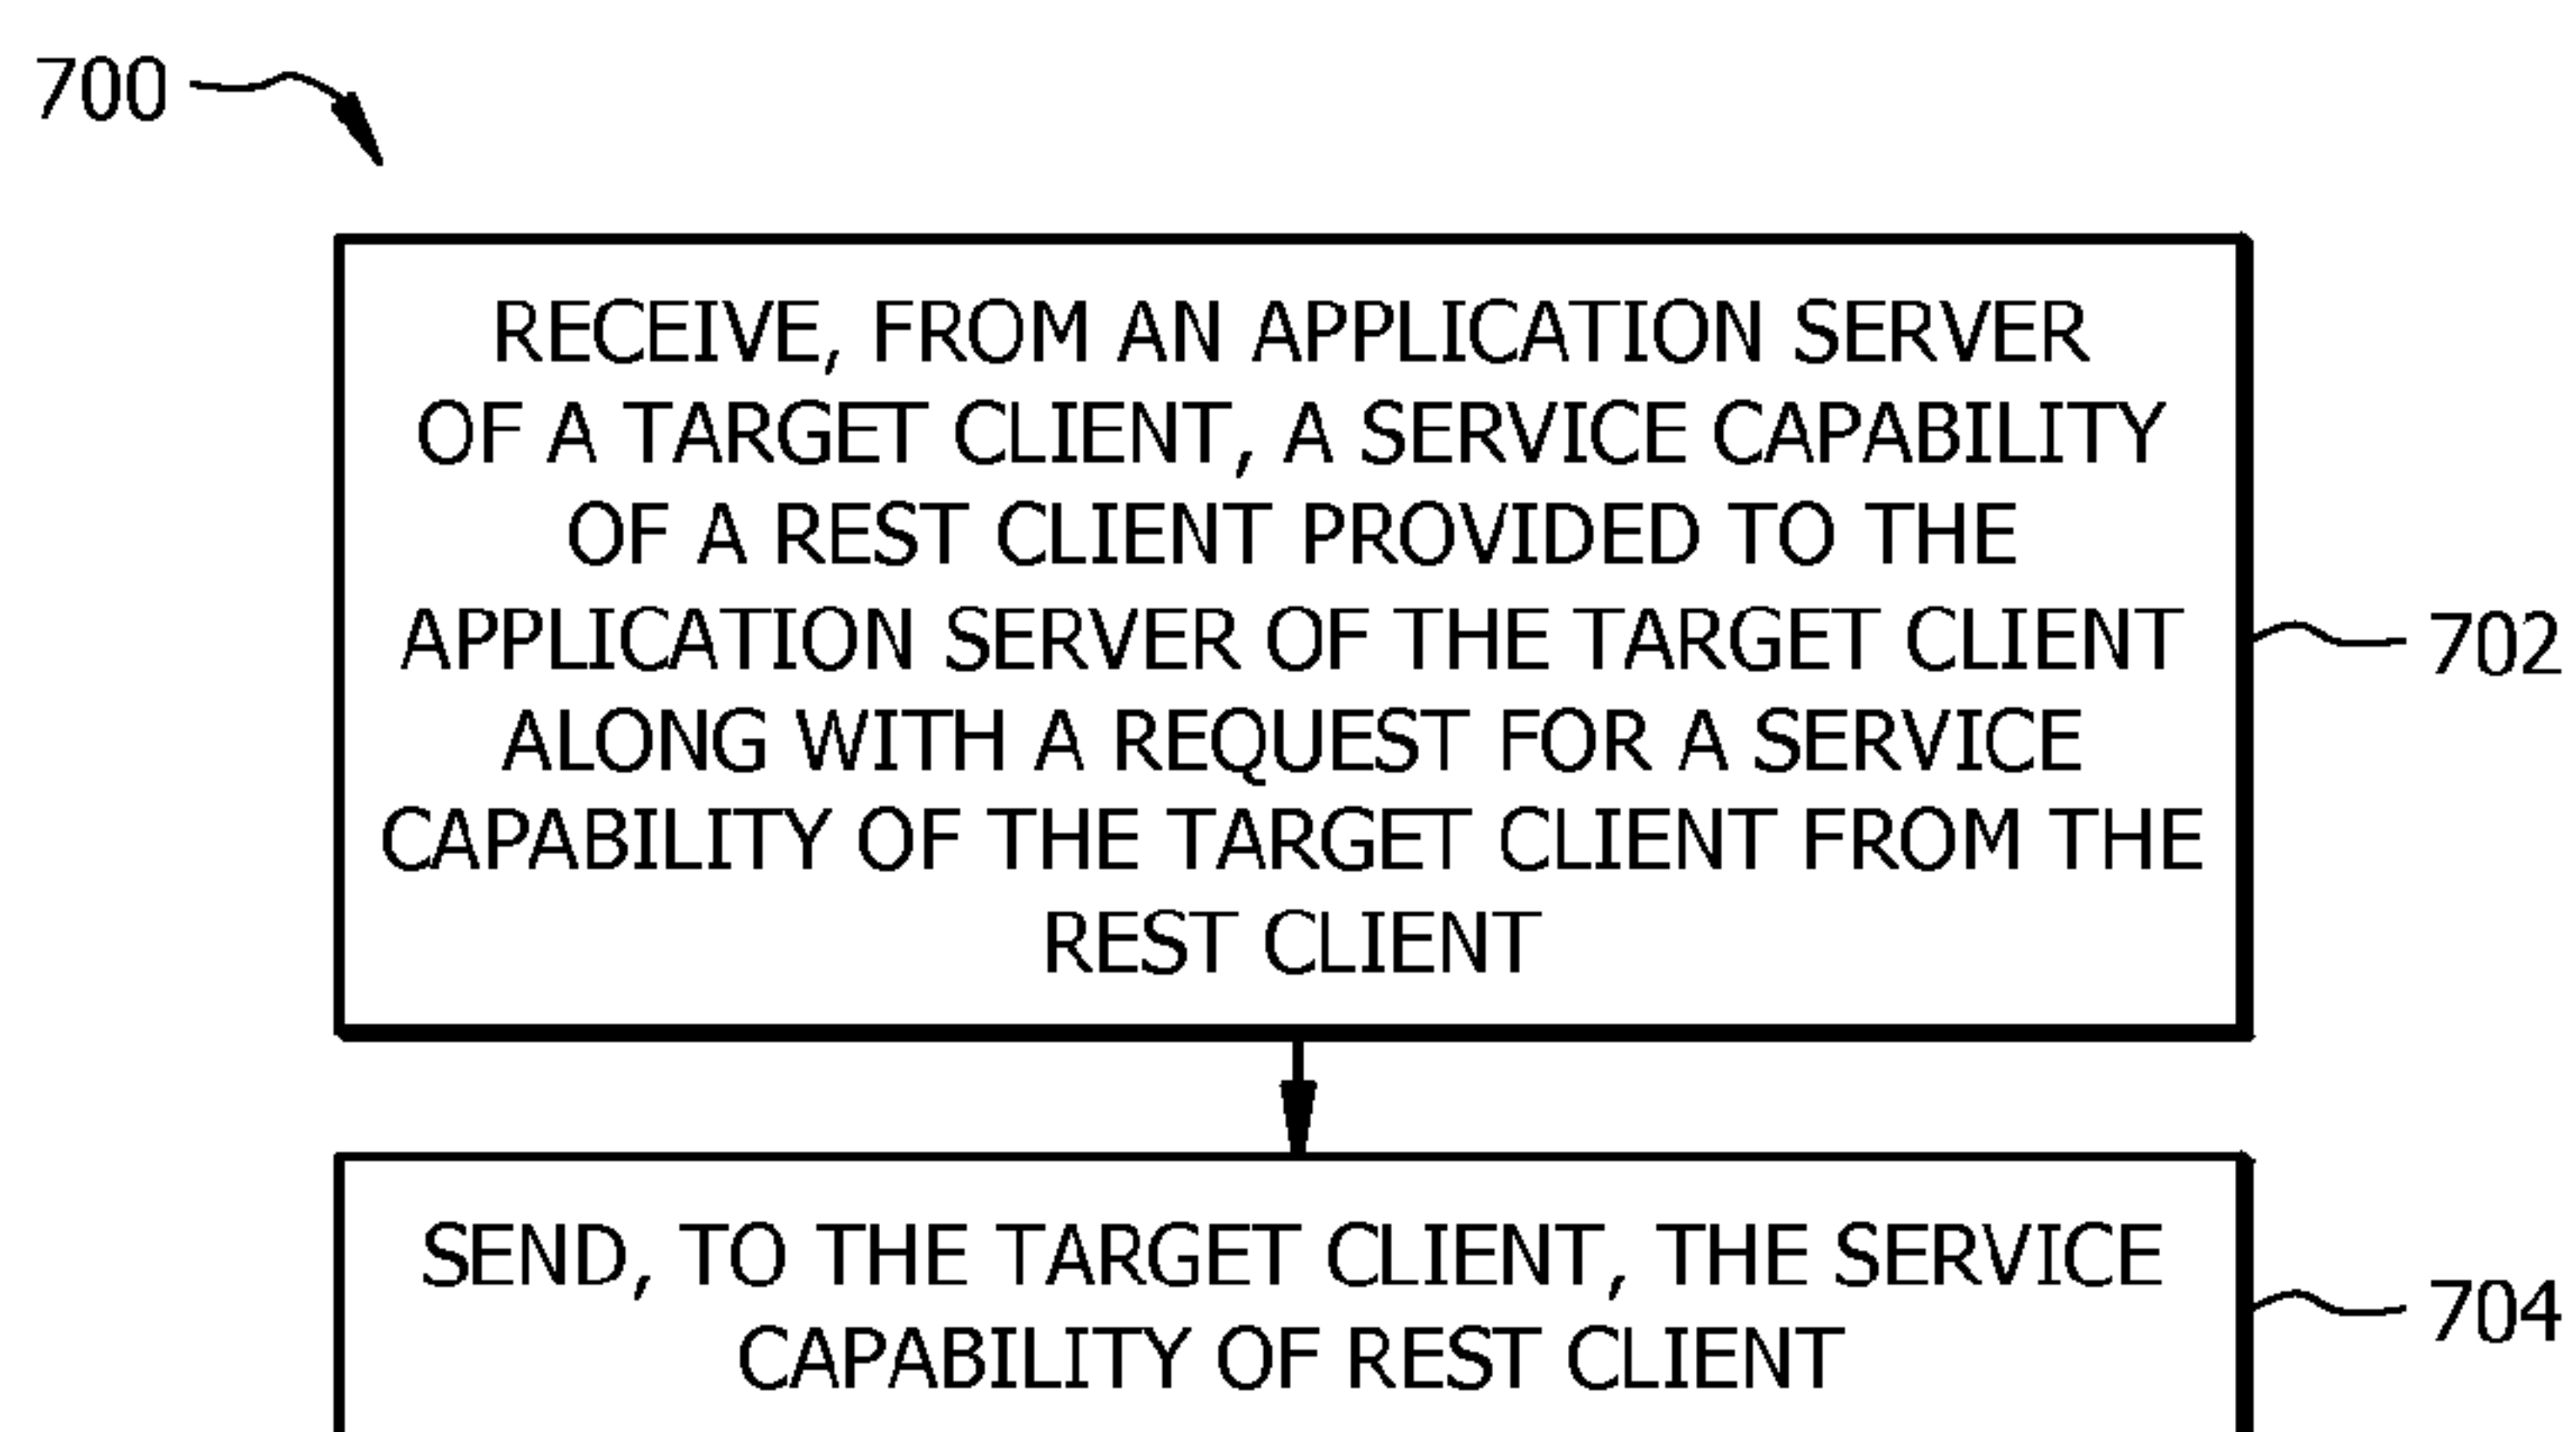 700
RECEIVE, FROM AN APPLICATION SERVER
OF A TARGET CLIENT, A SERVICE CAPABILITY
OF A REST CLIENT PROVIDED TO THE
APPLICATION SERVER OF THE TARGET CLIENT
ALONG WITH A REQUEST FOR A SERVICE
CAPABILITY OF THE TARGET CLIENT FROM THE
REST CLIENT
702
SEND, TO THE TARGET CLIENT, THE SERVICE
CAPABILITY OF REST CLIENT
704